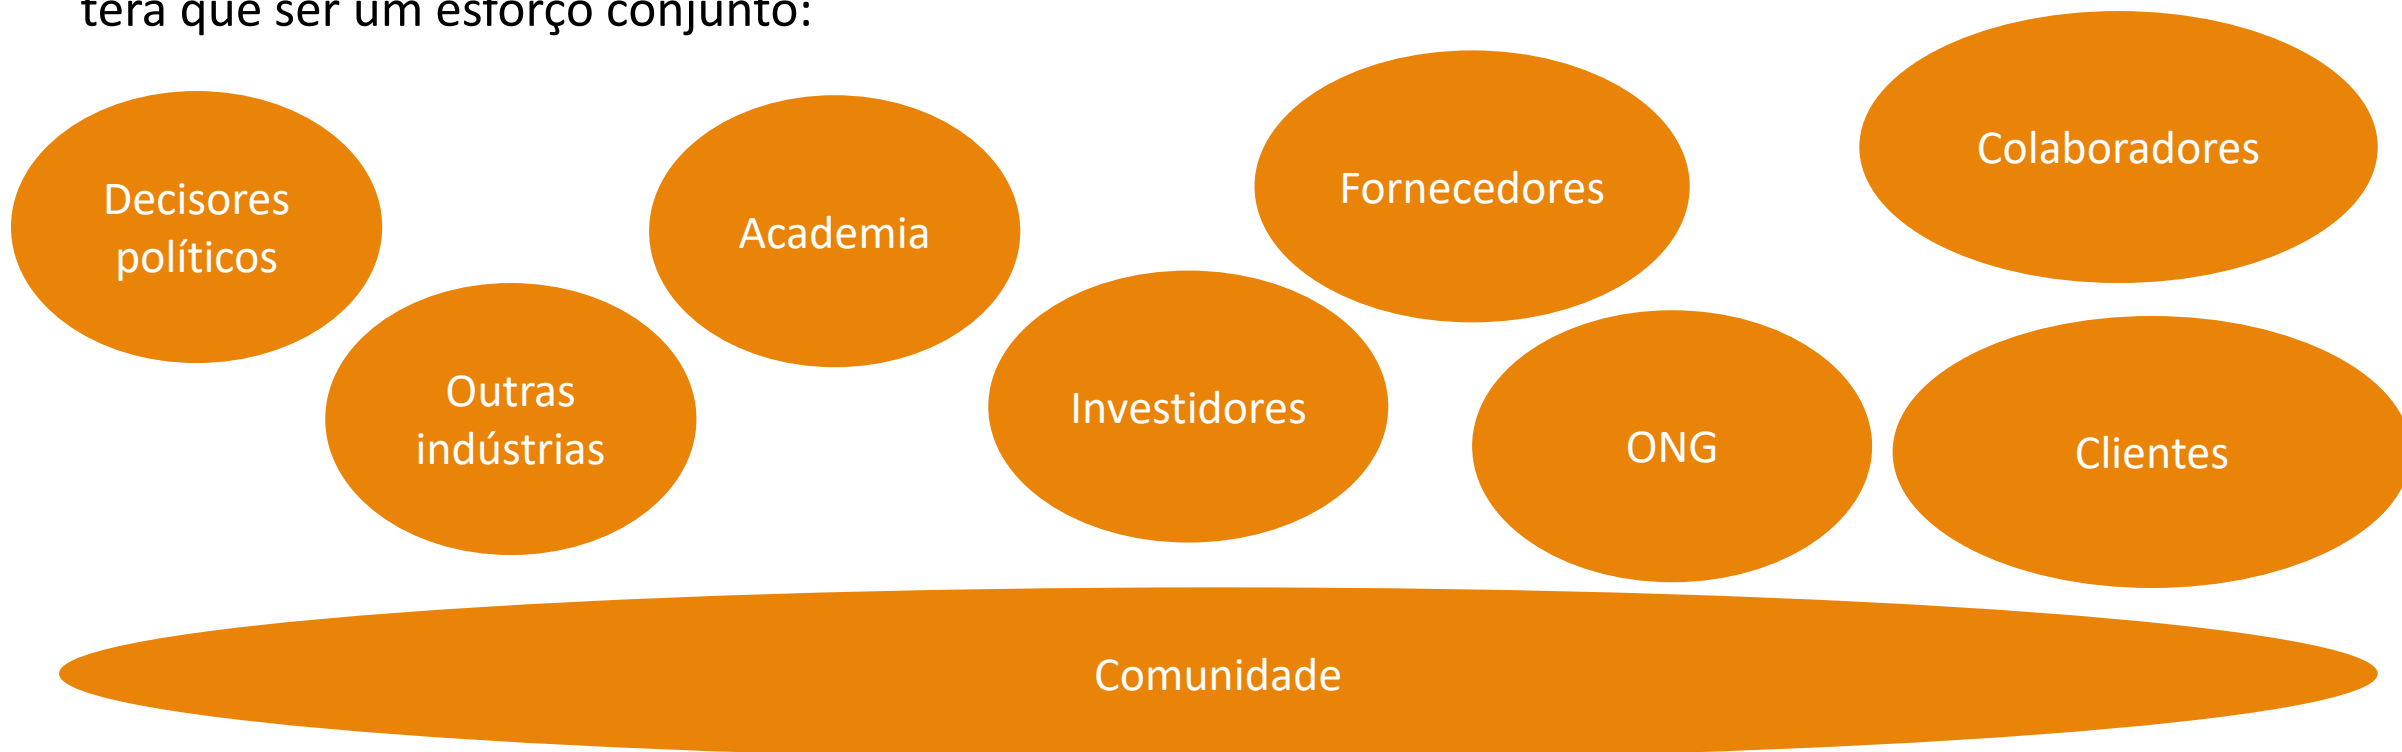 terá que ser um esforço conjunto:
Decisores
políticos
Outras
indústrias
Academia
Investidores
Fornecedores
ONG
Colaboradores
Clientes
Comunidade